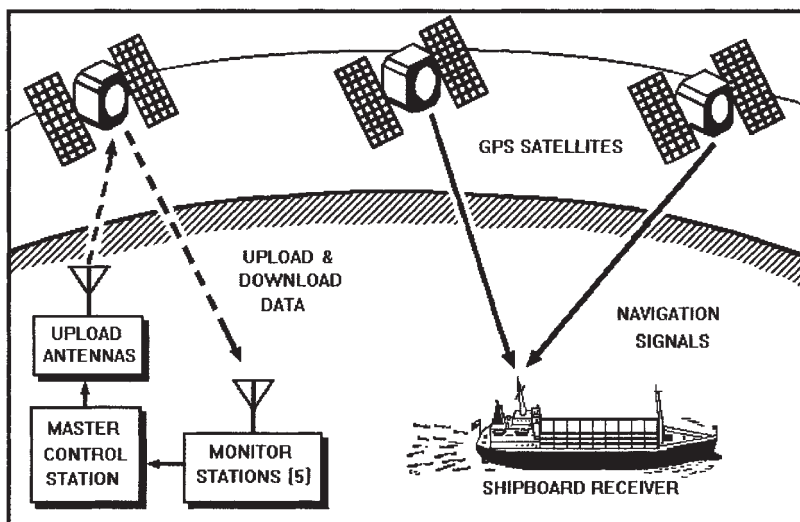 GPS SATELLITES
UPLOAD &
DOWNLOAD
DATA
NAVIGATION
SIGNALS
UPLOAD
ANTENNAS
MASTER
CONTROL
STATION
MONITOR
STATIONS (5)
SHIPBOARD RECEIVER